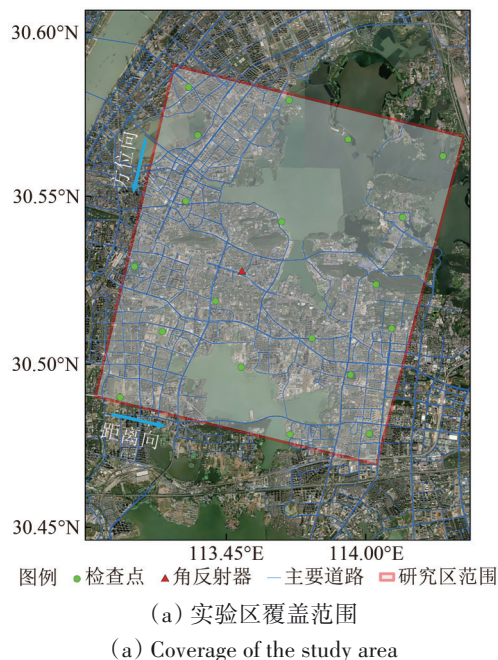 30.60°N
方位向
30.55°N
30.50°N
距离向
30.45°N
113.45°E 114.00°E
图例 检查点 角反射器 主要道路 研究区范围
(a) 实验区覆盖范围
(a) Coverage of the study area